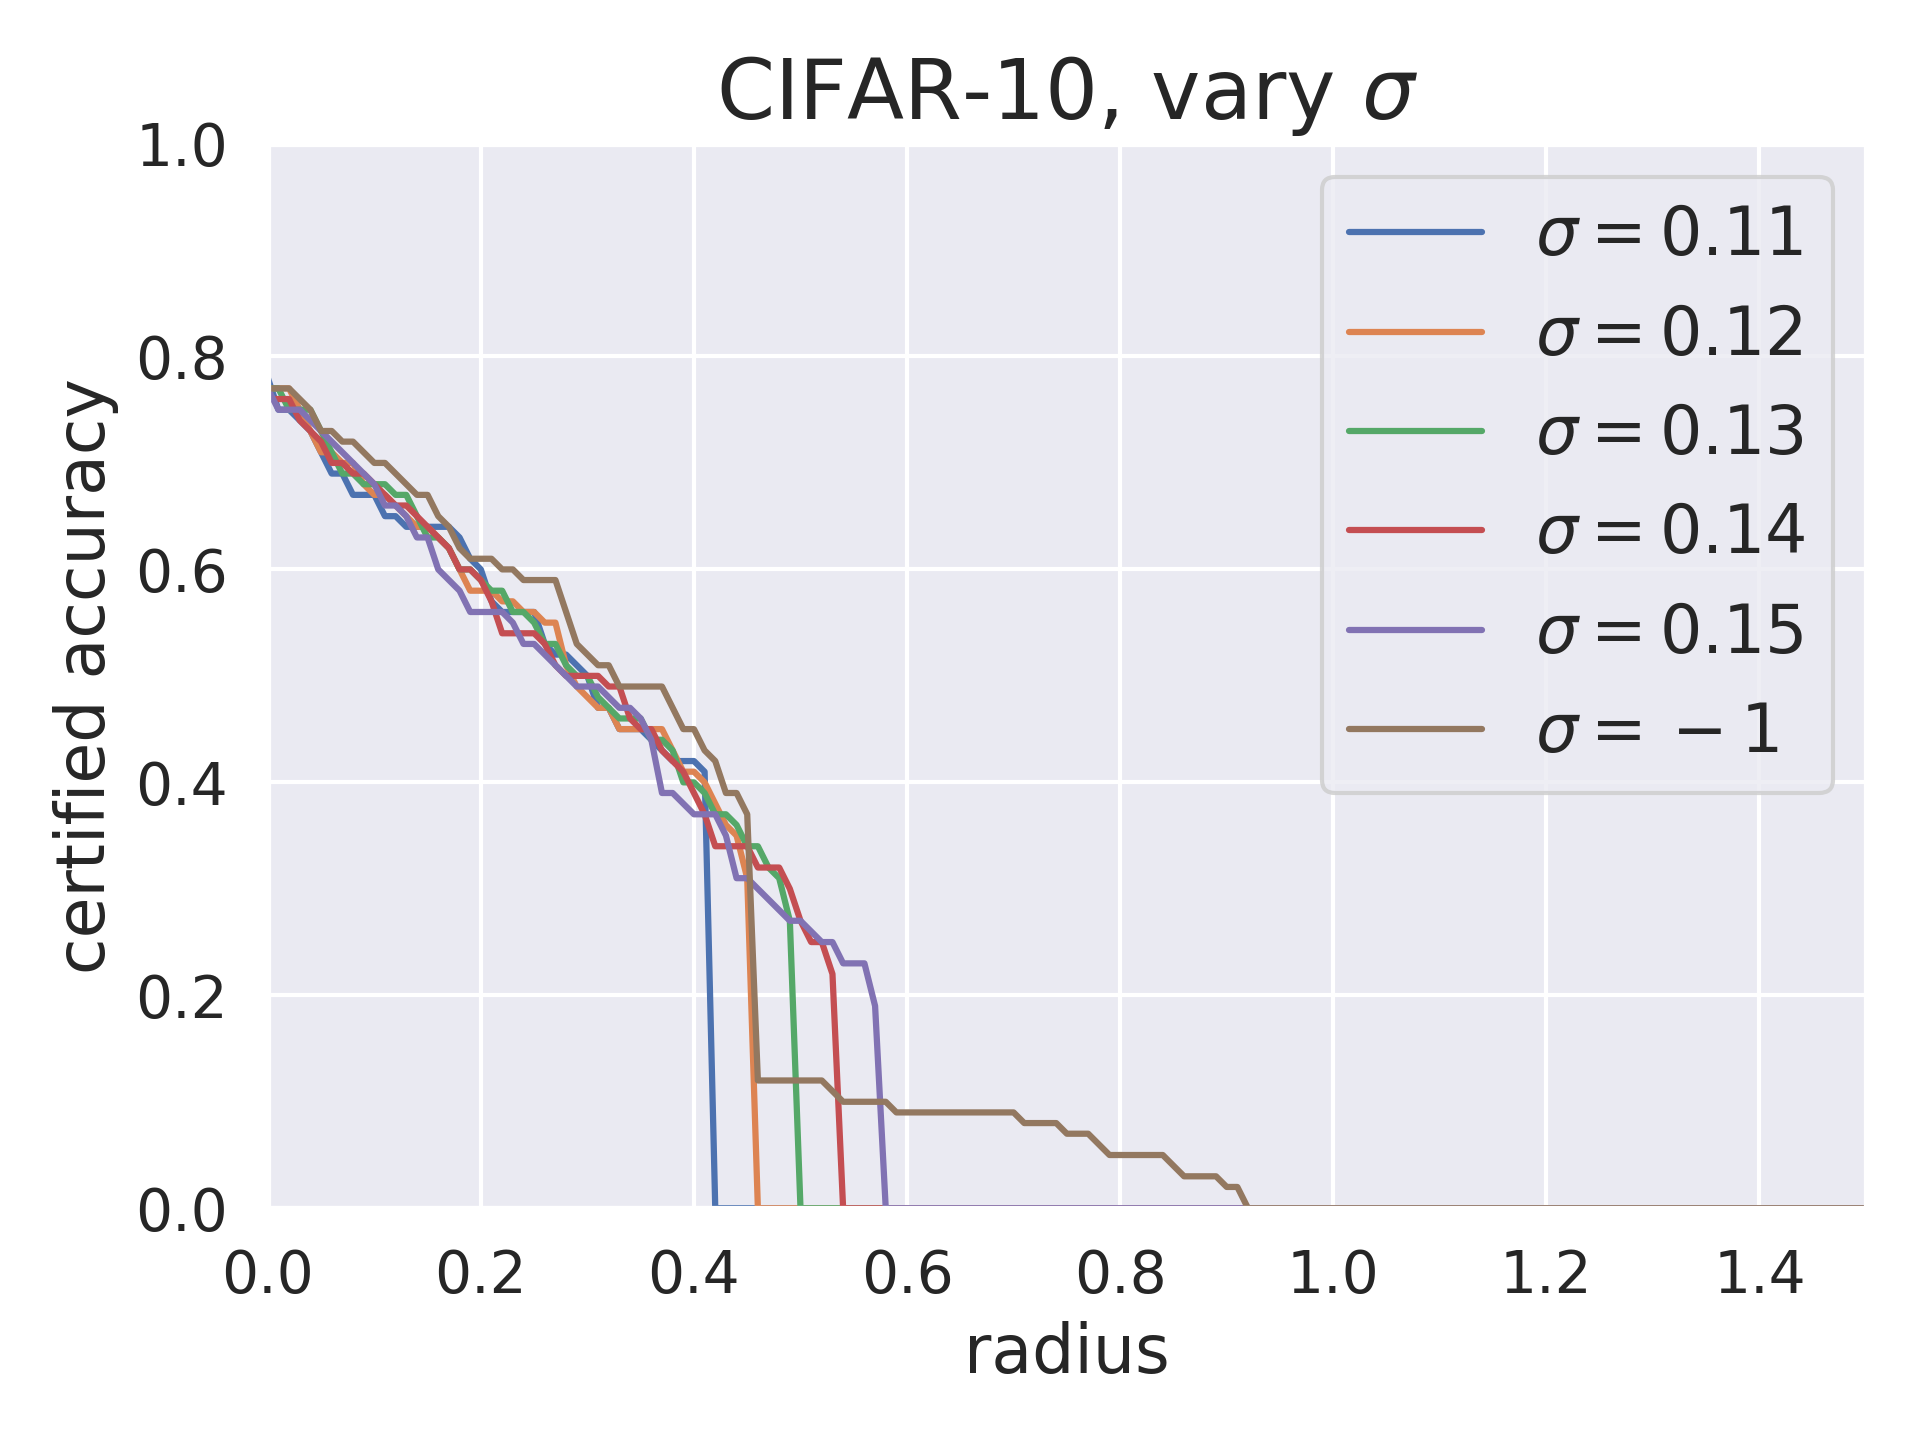 CIFAR-10, vary σ
1.0
0.8
0.6
0.4
0.2
0.0
certified accuracy
σ = 0.11
σ = 0.12
σ = 0.13
σ = 0.14
σ = 0.15
σ = − 1
0.0 0.2 0.4 0.6 0.8 1.0 1.2 1.4
radius